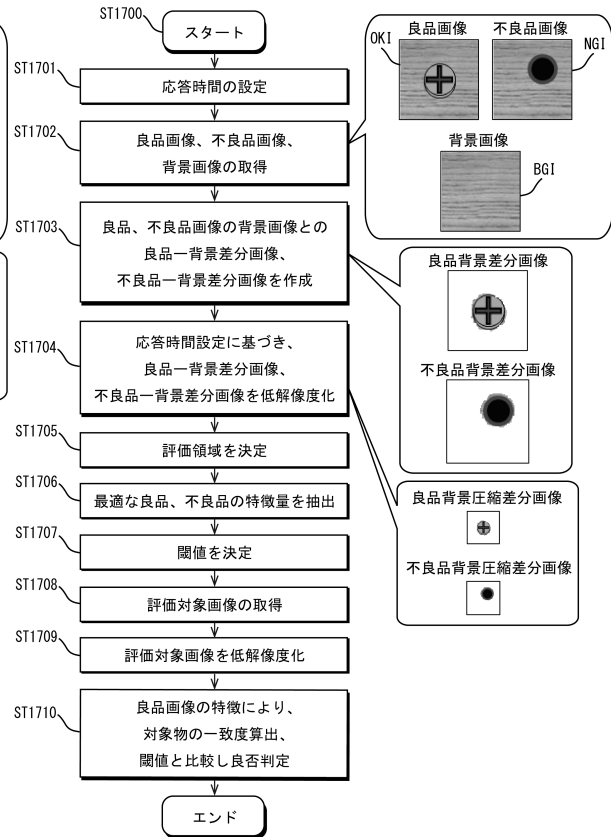 ST1700
スタート
ST1701
応答時間の設定
ST1702
良品画像、不良品画像、
背景画像の取得
ST1703
良品、不良品画像の背景画像との
良品ー背景差分画像、
不良品ー背景差分画像を作成
ST1704
応答時間設定に基づき、
良品ー背景差分画像、
不良品ー背景差分画像を低解像度化
ST1705
評価領域を決定
ST1706
最適な良品、不良品の特徴量を抽出
ST1707
閾値を決定
ST1708
評価対象画像の取得
ST1709
評価対象画像を低解像度化
ST1710
良品画像の特徴により、
対象物の一致度算出、
閾値と比較し良否判定
エンド
良品画像
不良品画像
OKI
NGI
背景画像
BGI
良品背景差分画像
不良品背景差分画像
良品背景圧縮差分画像
不良品背景圧縮差分画像